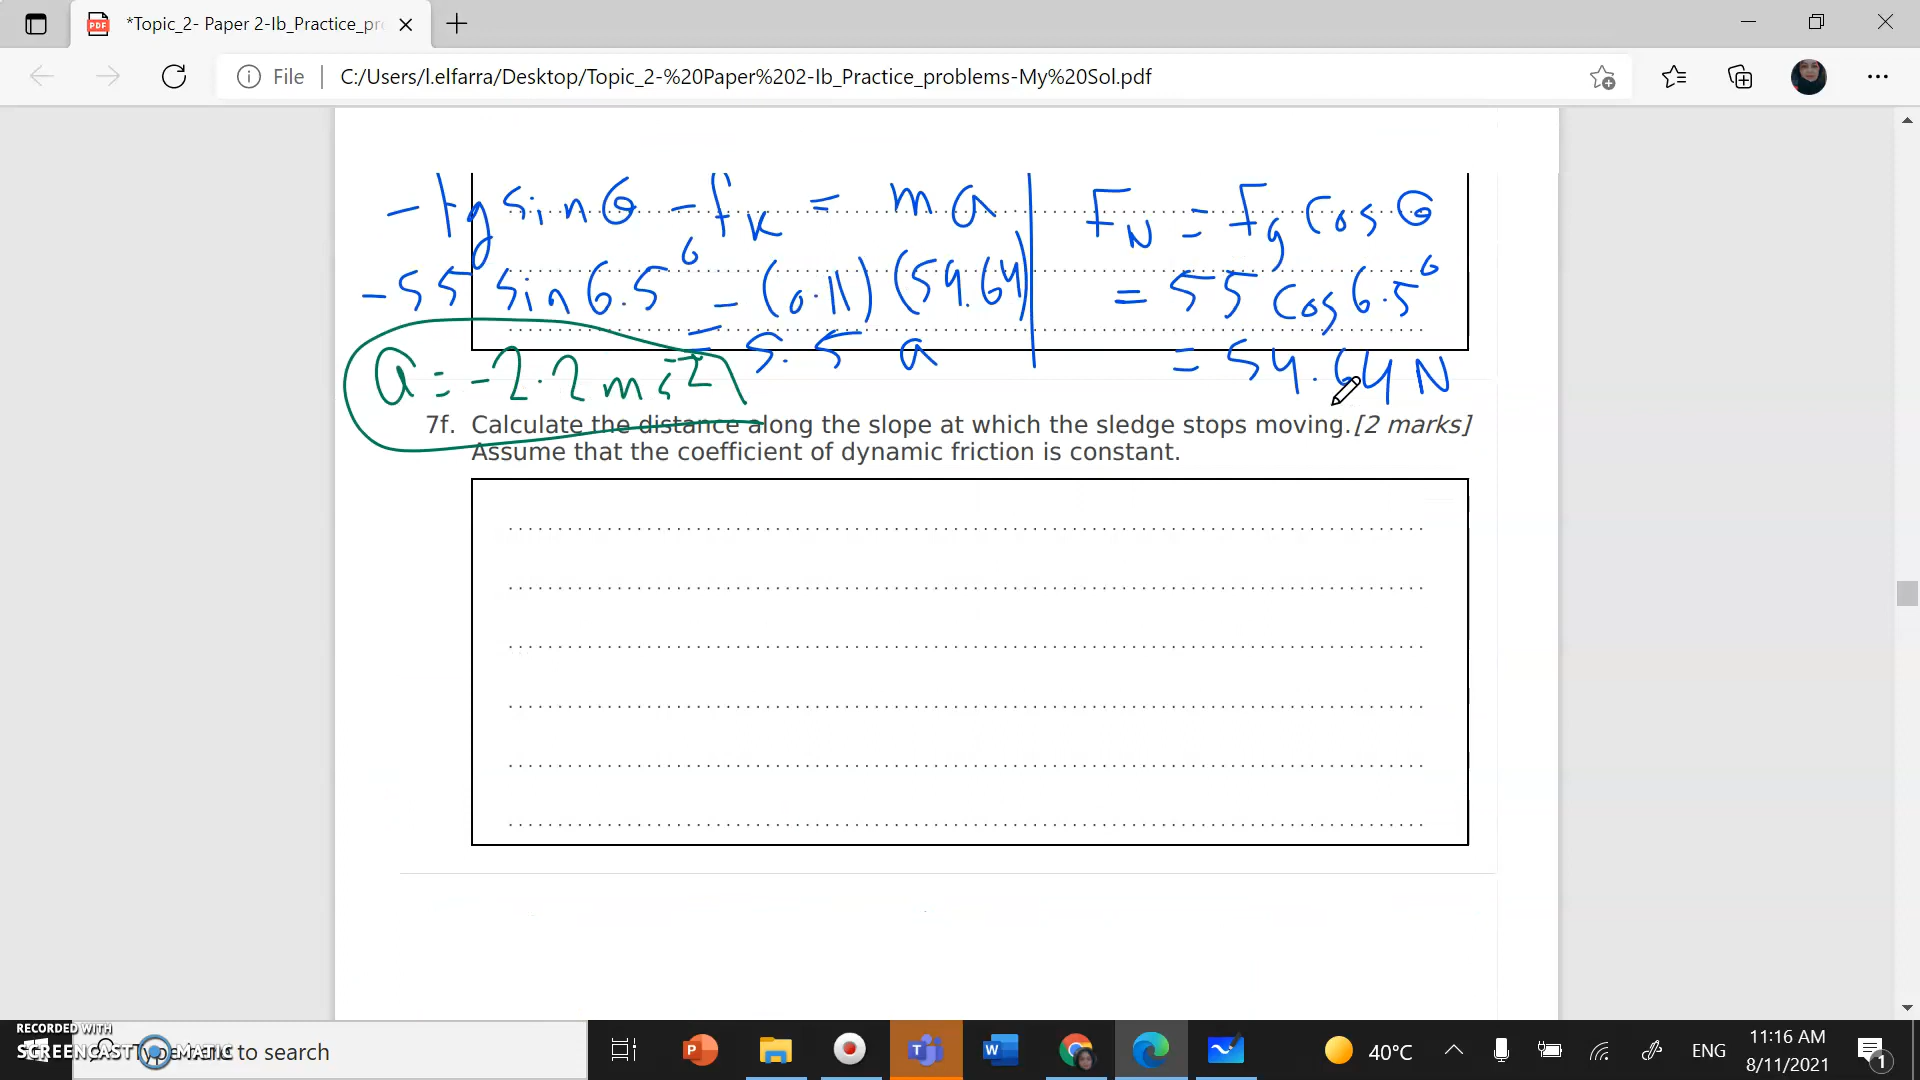 *Topic_2- Paper 2-Ib_Practice_pr
File
C:/Users/l.elfarra/Desktop/Topic_2-%20Paper%202-Ib_Practice_problems-My%20Sol.pdf
- Fg sin θ - fK = m a
FN = Fg cos θ
- 55 sin 6.5° - (0.11) (54.64)
= 55 cos 6.5°
= 5.5 a
= 54.64 N
a = -2.2 ms-2
7f. Calculate the distance along the slope at which the sledge stops moving. [2 marks]
Assume that the coefficient of dynamic friction is constant.
RECORDED WITH
SCREENCAST MATIC
to search
40°C
ENG
11:16 AM
8/11/2021
1